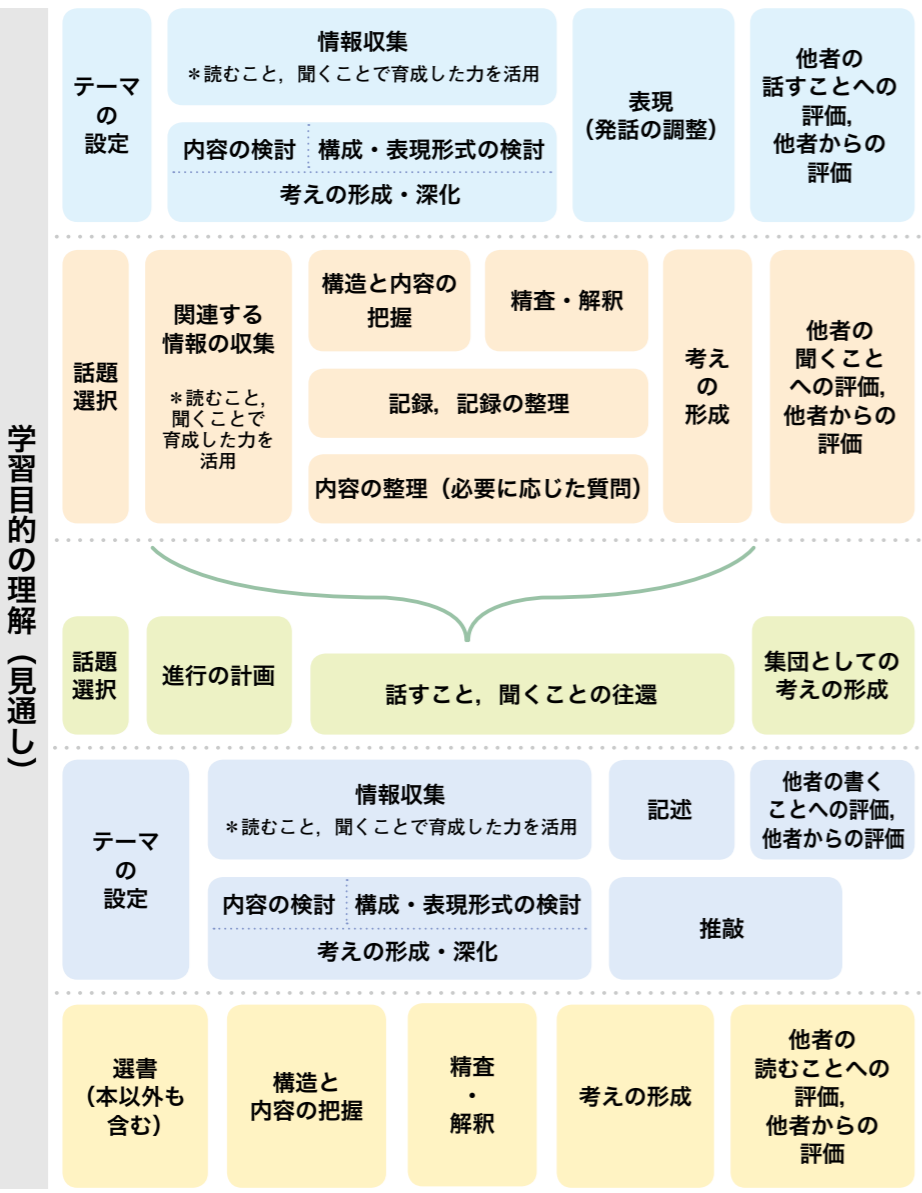 学習目的の理解（見通し）
テーマ
の
設定
情報収集
＊読むこと，聞くことで育成した力を活用
内容の検討
構成・表現形式の検討
考えの形成・深化
表現
（発話の調整）
他者の
話すことへの
評価，
他者からの
評価
話題
選択
関連する
情報の収集
＊読むこと，
聞くことで
育成した力を
活用
構造と内容の
把握
精査・解釈
記録，記録の整理
内容の整理（必要に応じた質問）
考え
の
形成
他者の
聞くこと
への評価，
他者からの
評価
話題
選択
進行の計画
話すこと，聞くことの往還
集団としての
考えの形成
テーマ
の
設定
情報収集
＊読むこと，聞くことで育成した力を活用
内容の検討
構成・表現形式の検討
考えの形成・深化
記述
推敲
他者の書く
ことへの評価，
他者からの評価
選書
（本以外も
含む）
構造と
内容の把握
精査
・
解釈
考えの形成
他者の
読むことへの
評価，
他者からの
評価